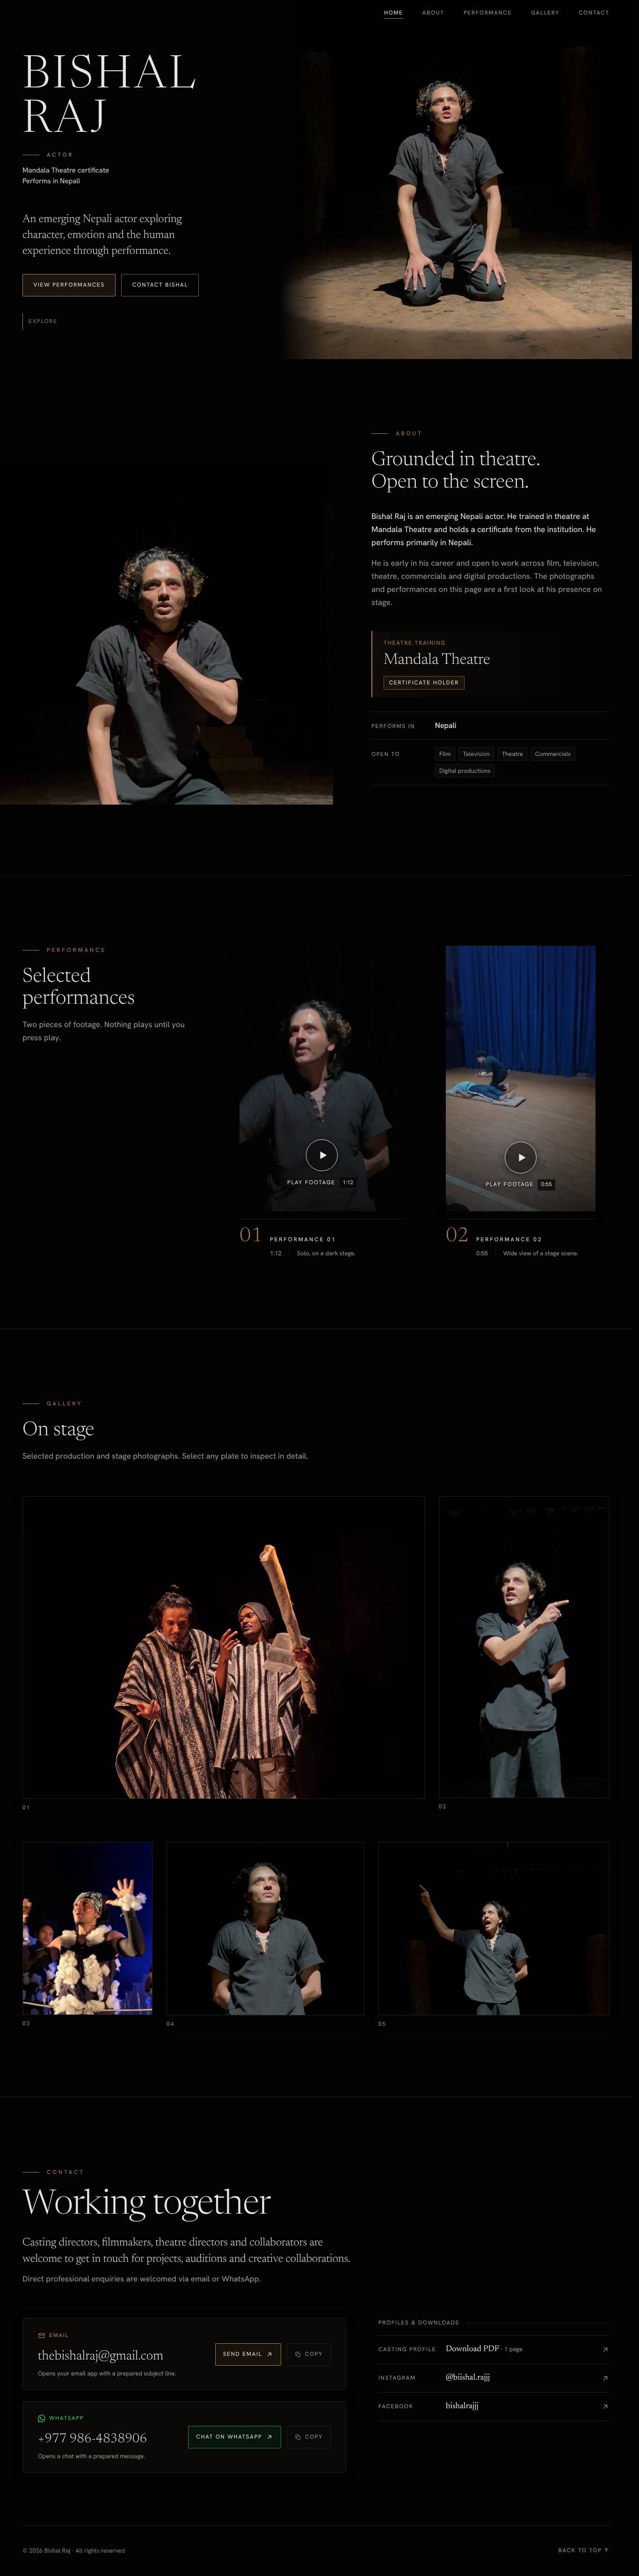 HOME ABOUT PERFORMANCE GALLERY CONTACT
BISHAL
RAJ
ACTOR
Mandala Theatre certificate
Performs in Nepali
An emerging Nepali actor exploring
character, emotion and the human
experience through performance.
VIEW PERFORMANCES CONTACT BISHAL
EXPLORE
ABOUT
Grounded in theatre.
Open to the screen.
Bishal Raj is an emerging Nepali actor. He trained in theatre at
Mandala Theatre and holds a certificate from the institution. He
performs primarily in Nepali.
He is early in his career and open to work across film, television,
theatre, commercials and digital productions. The photographs
and performances on this page are a first look at his presence on
stage.
THEATRE TRAINING
Mandala Theatre
CERTIFICATE HOLDER
PERFORMS IN Nepali
OPEN TO Film Television Theatre Commercials
Digital productions
PERFORMANCE
Selected
performances
Two pieces of footage. Nothing plays until you
press play.
PLAY FOOTAGE 1:12
01 PERFORMANCE 01
1:12 Solo, on a dark stage.
PLAY FOOTAGE 0:55
02 PERFORMANCE 02
0:55 Wide view of a stage scene.
GALLERY
On stage
Selected production and stage photographs. Select any plate to inspect in detail.
01
02
03
04
05
CONTACT
Working together
Casting directors, filmmakers, theatre directors and collaborators are
welcome to get in touch for projects, auditions and creative collaborations.
Direct professional enquiries are welcomed via email or WhatsApp.
EMAIL
thebishalraj@gmail.com
Opens your email app with a prepared subject line.
SEND EMAIL ↗ COPY
WHATSAPP
+977 986-4838906
Opens a chat with a prepared message.
CHAT ON WHATSAPP ↗ COPY
PROFILES & DOWNLOADS
CASTING PROFILE Download PDF · 1 page ↗
INSTAGRAM @biishal.rajjj ↗
FACEBOOK bishalrajjj ↗
© 2026 Bishal Raj · All rights reserved
BACK TO TOP ↑